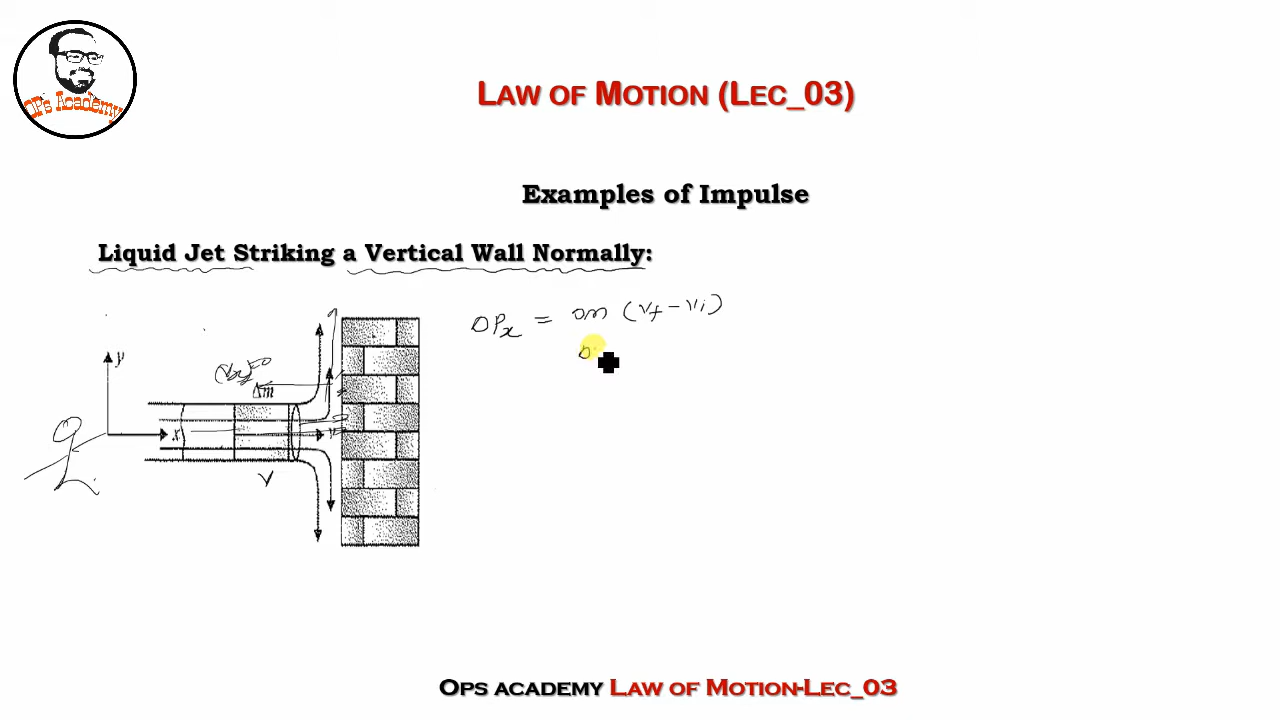 OPs Academy
LAW OF MOTION (LEC_03)
Examples of Impulse
Liquid Jet Striking a Vertical Wall Normally:
ΔPx = Δm (Vf - Vi)
Δ
y
Δm
x
V
OPS ACADEMY LAW OF MOTION-LEC_03